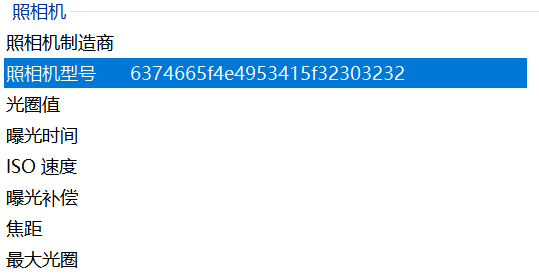 照相机
照相机制造商
照相机型号 6374665f4e4953415f32303232
光圈值
曝光时间
ISO 速度
曝光补偿
焦距
最大光圈